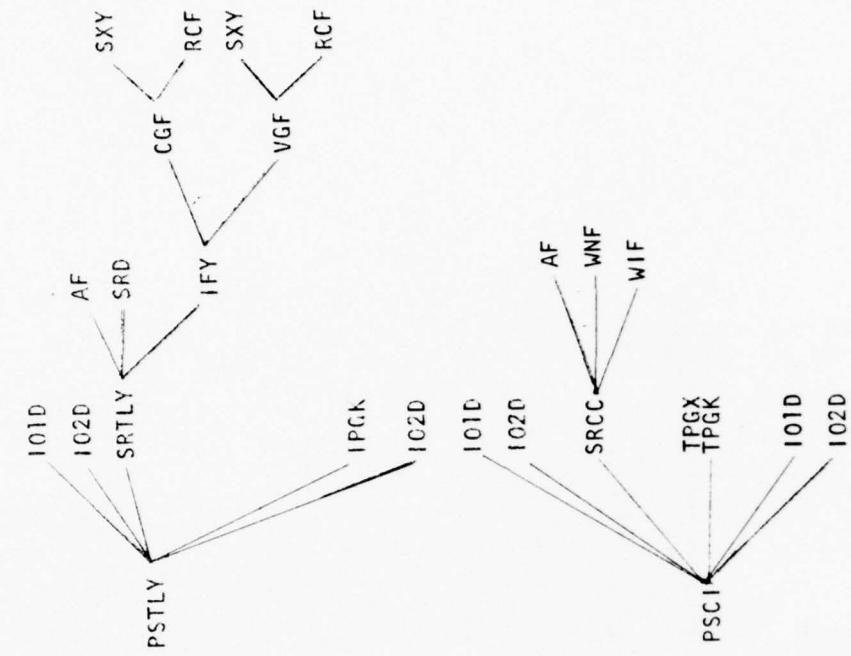 SXY
RCF
SXY
RCF
CGF
VGF
AF
SRD
IFY
IO1D
IO2D
SRTLY
IPGK
IO2D
PSTLY
AF
WNF
WIF
IO1D
IO2D
SRCC
TPGX
TPGK
IO1D
IO2D
PSCI